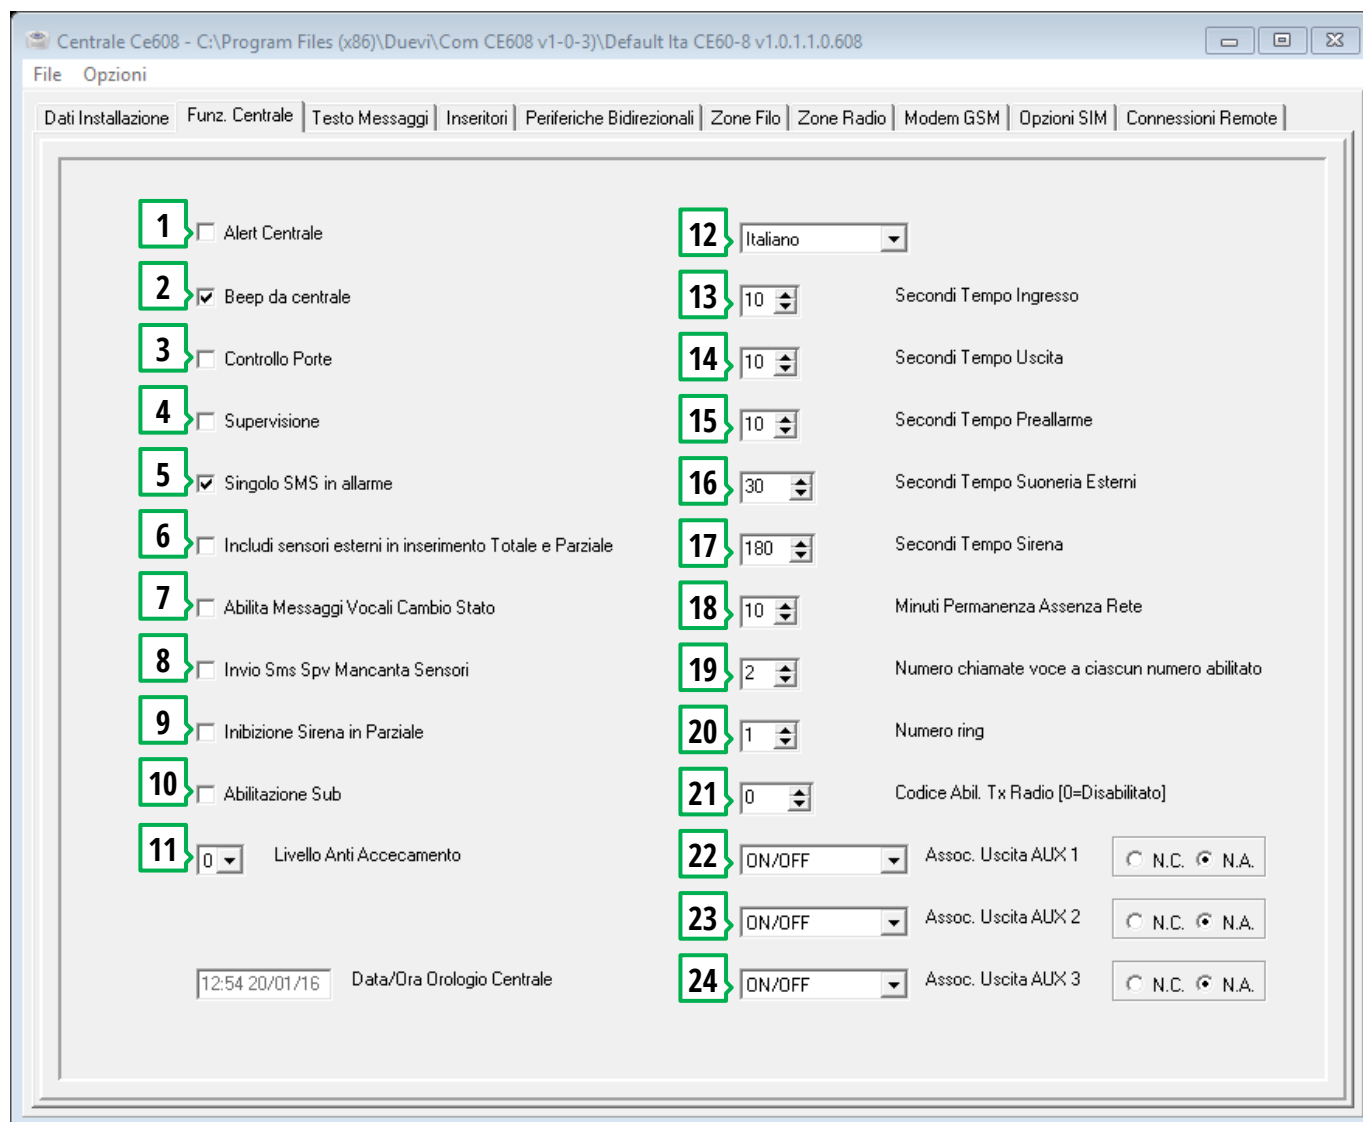 Centrale Ce608 - C:\Program Files (x86)\Duevi\Com CE608 v1-0-3)\Default Ita CE60-8 v1.0.1.1.0.608
File Opzioni
Dati Installazione Funz. Centrale Testo Messaggi Inseritori Periferiche Bidirezionali Zone Filo Zone Radio Modem GSM Opzioni SIM Connessioni Remote
1 Alert Centrale
2 Beep da centrale
3 Controllo Porte
4 Supervisione
5 Singolo SMS in allarme
6 Includi sensori esterni in inserimento Totale e Parziale
7 Abilita Messaggi Vocali Cambio Stato
8 Invio Sms Spv Mancanta Sensori
9 Inibizione Sirena in Parziale
10 Abilitazione Sub
11 0 Livello Anti Accecamento
12:54 20/01/16 Data/Ora Orologio Centrale
12 Italiano
13 10 Secondi Tempo Ingresso
14 10 Secondi Tempo Uscita
15 10 Secondi Tempo Preallarme
16 30 Secondi Tempo Suoneria Esterni
17 180 Secondi Tempo Sirena
18 10 Minuti Permanenza Assenza Rete
19 2 Numero chiamate voce a ciascun numero abilitato
20 1 Numero ring
21 0 Codice Abil. Tx Radio [0=Disabilitato]
22 ON/OFF Assoc. Uscita AUX 1 N.C. N.A.
23 ON/OFF Assoc. Uscita AUX 2 N.C. N.A.
24 ON/OFF Assoc. Uscita AUX 3 N.C. N.A.